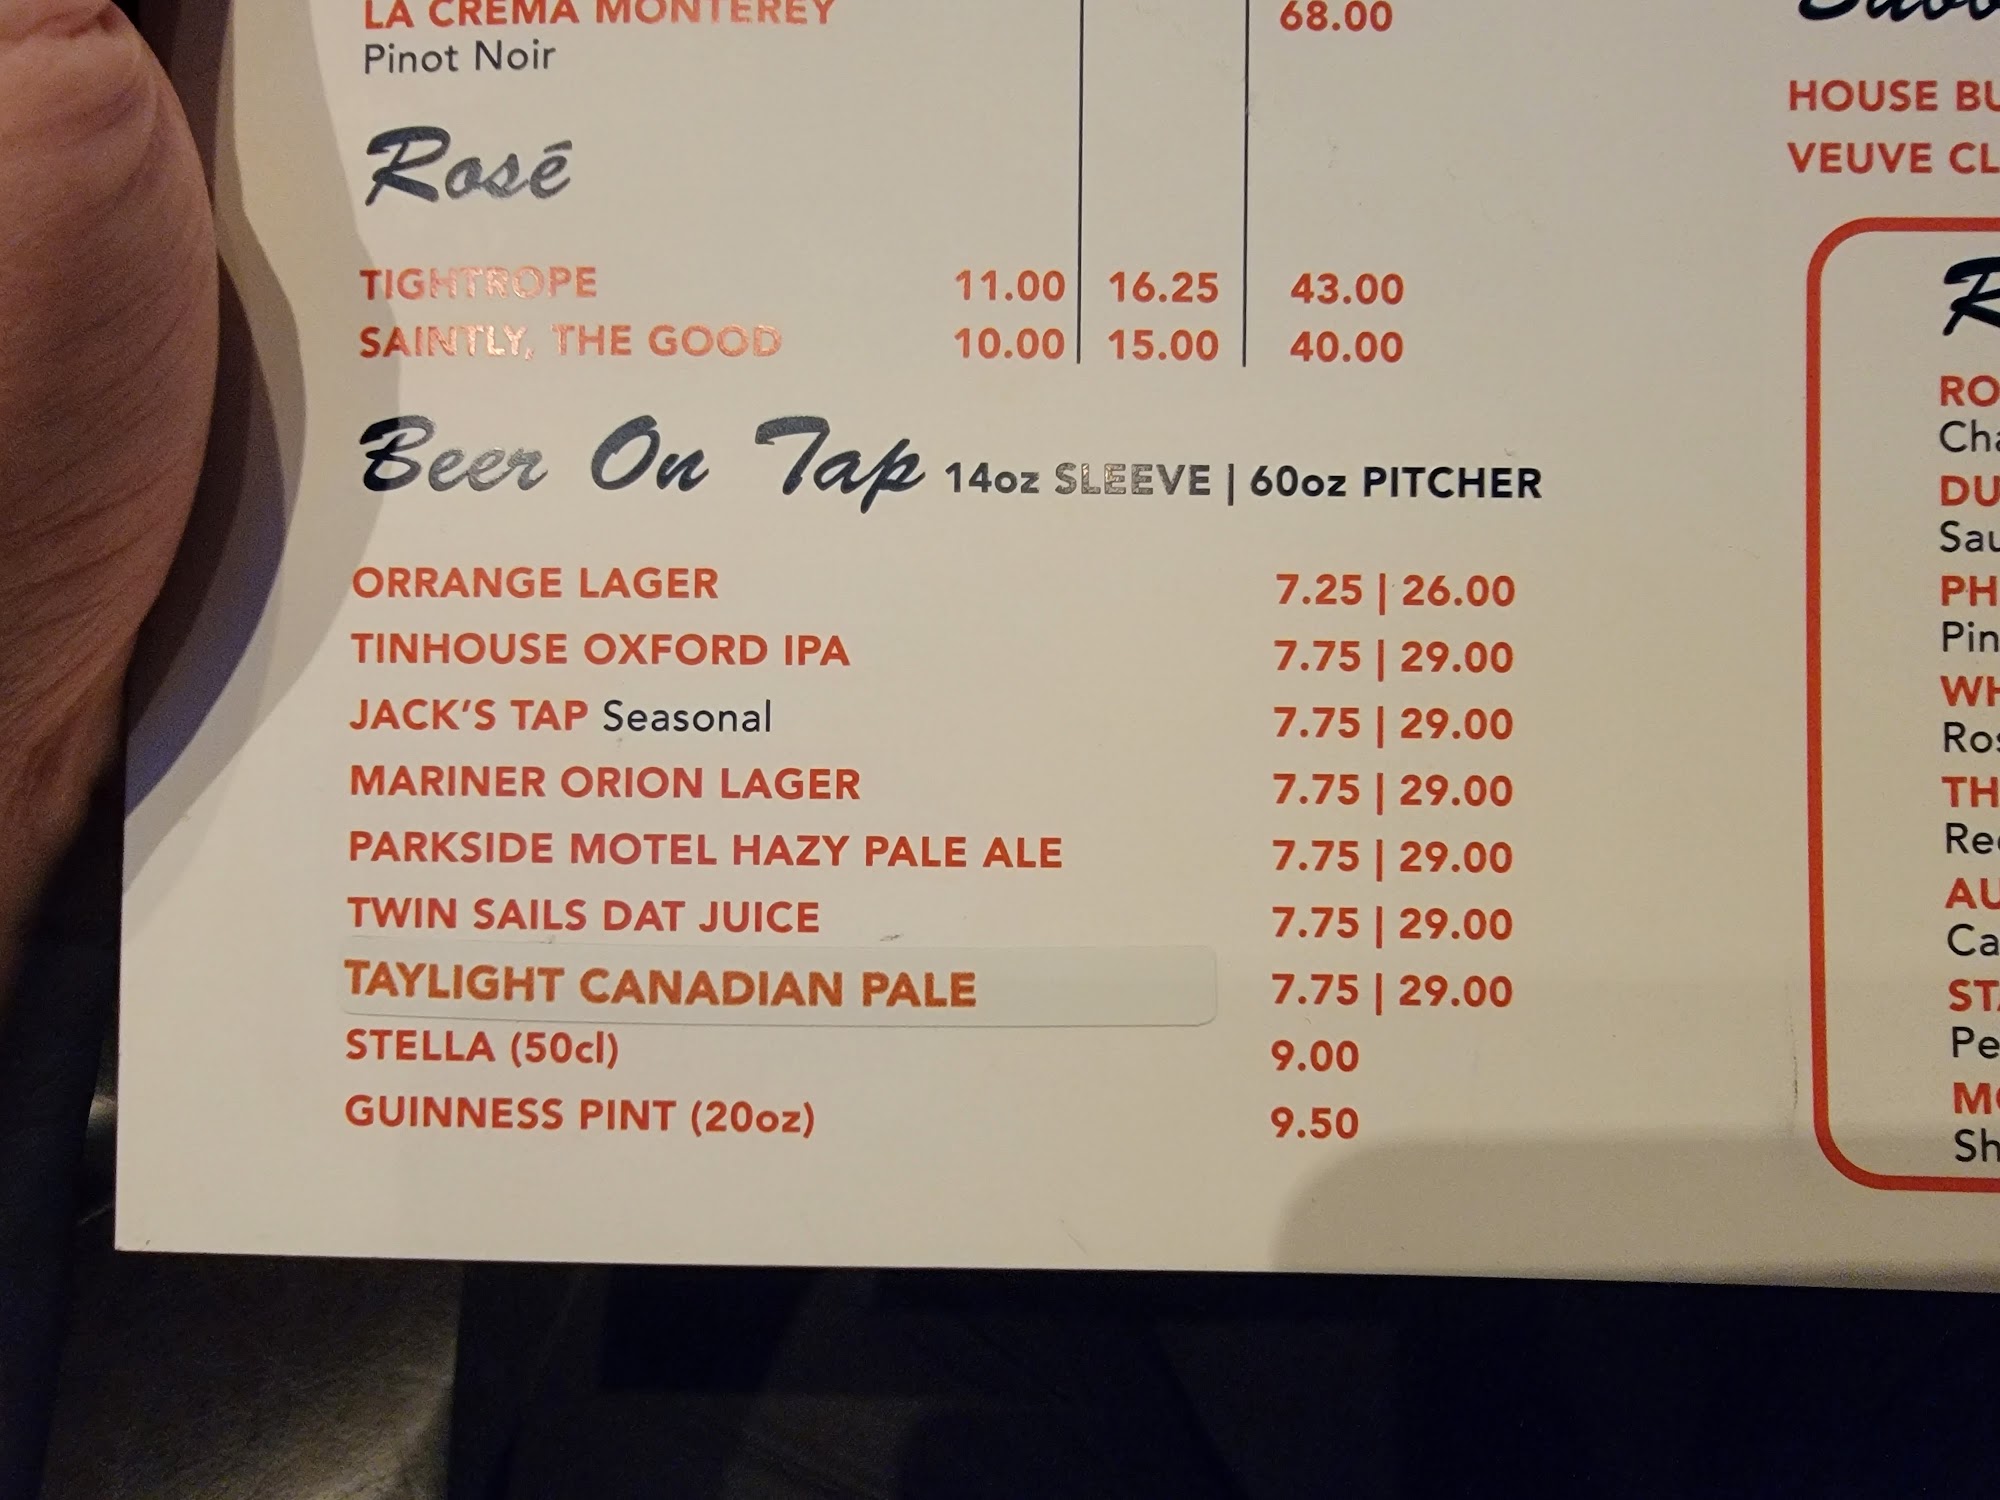 LA CREMA MONTEREY 68.00
Pinot Noir
Rosé
TIGHTROPE 11.00 16.25 43.00
SAINTLY, THE GOOD 10.00 15.00 40.00
Beer On Tap 14oz SLEEVE | 60oz PITCHER
ORRANGE LAGER 7.25 | 26.00
TINHOUSE OXFORD IPA 7.75 | 29.00
JACK'S TAP Seasonal 7.75 | 29.00
MARINER ORION LAGER 7.75 | 29.00
PARKSIDE MOTEL HAZY PALE ALE 7.75 | 29.00
TWIN SAILS DAT JUICE 7.75 | 29.00
TAYLIGHT CANADIAN PALE 7.75 | 29.00
STELLA (50cl) 9.00
GUINNESS PINT (20oz) 9.50
HOUSE
VEUVE